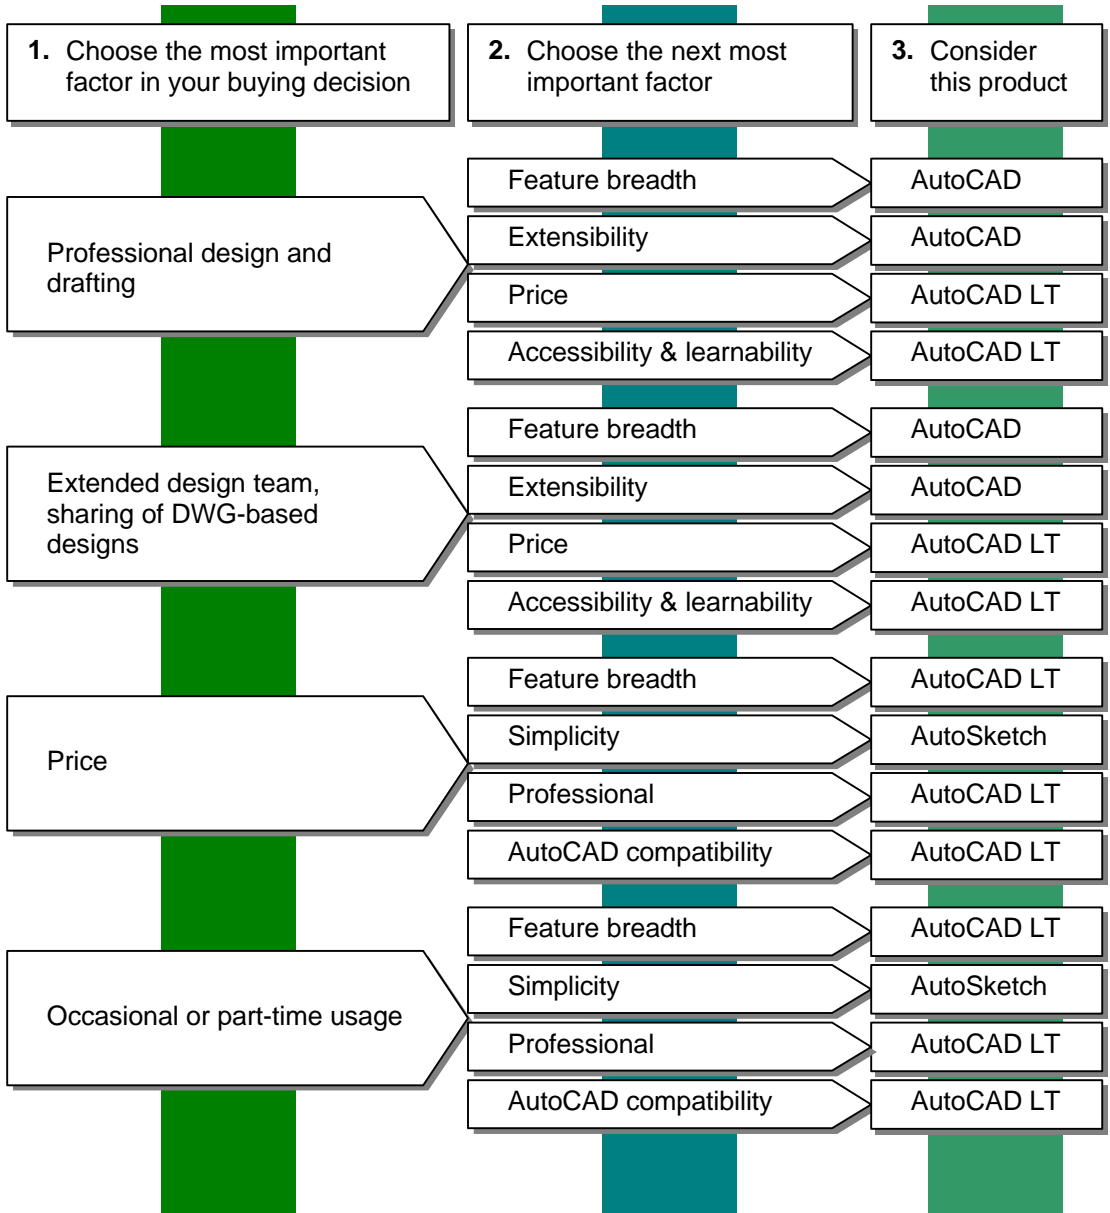 1. Choose the most important
factor in your buying decision
2. Choose the next most
important factor
3. Consider
this product
Professional design and
drafting
Feature breadth
AutoCAD
Extensibility
AutoCAD
Price
AutoCAD LT
Accessibility & learnability
AutoCAD LT
Extended design team,
sharing of DWG-based
designs
Feature breadth
AutoCAD
Extensibility
AutoCAD
Price
AutoCAD LT
Accessibility & learnability
AutoCAD LT
Price
Feature breadth
AutoCAD LT
Simplicity
AutoSketch
Professional
AutoCAD LT
AutoCAD compatibility
AutoCAD LT
Occasional or part-time usage
Feature breadth
AutoCAD LT
Simplicity
AutoSketch
Professional
AutoCAD LT
AutoCAD compatibility
AutoCAD LT